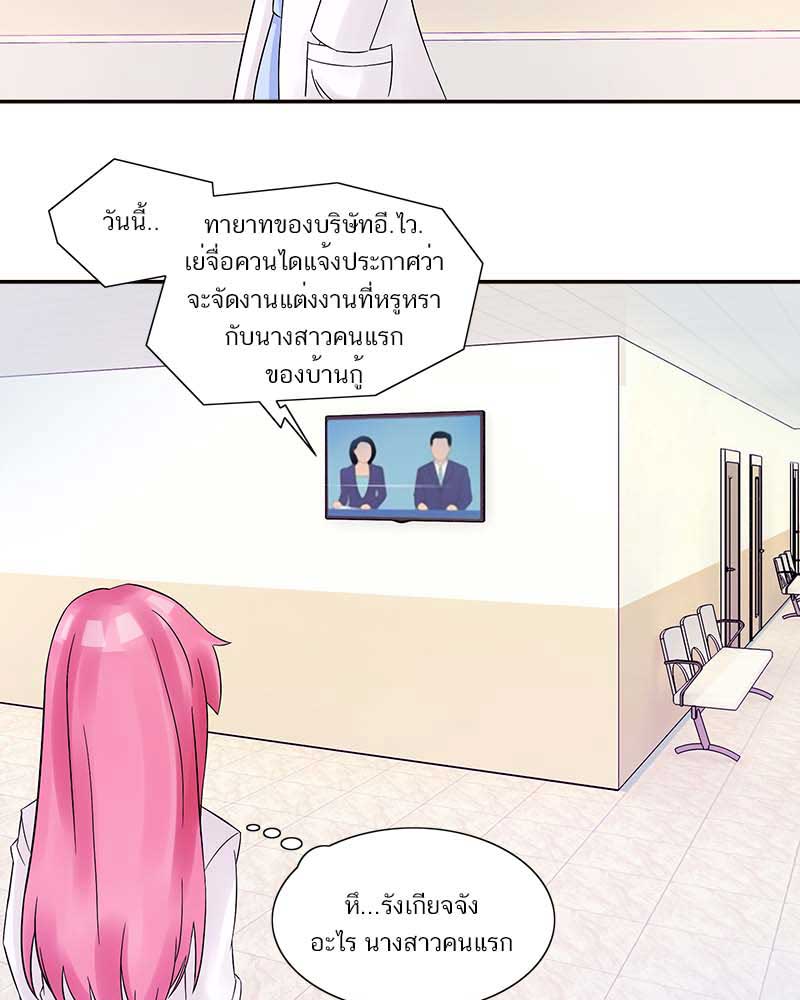 วันนี้..
ทายาทของบริษัทอี.ไว.
เย่จื่อควนไดแจ้งประกาศว่า
จะจัดงานแต่งงานที่หรูหรา
กับนางสาวคนแรก
ของบ้านกู้
หึ...รังเกียจจัง
อะไร นางสาวคนแรก